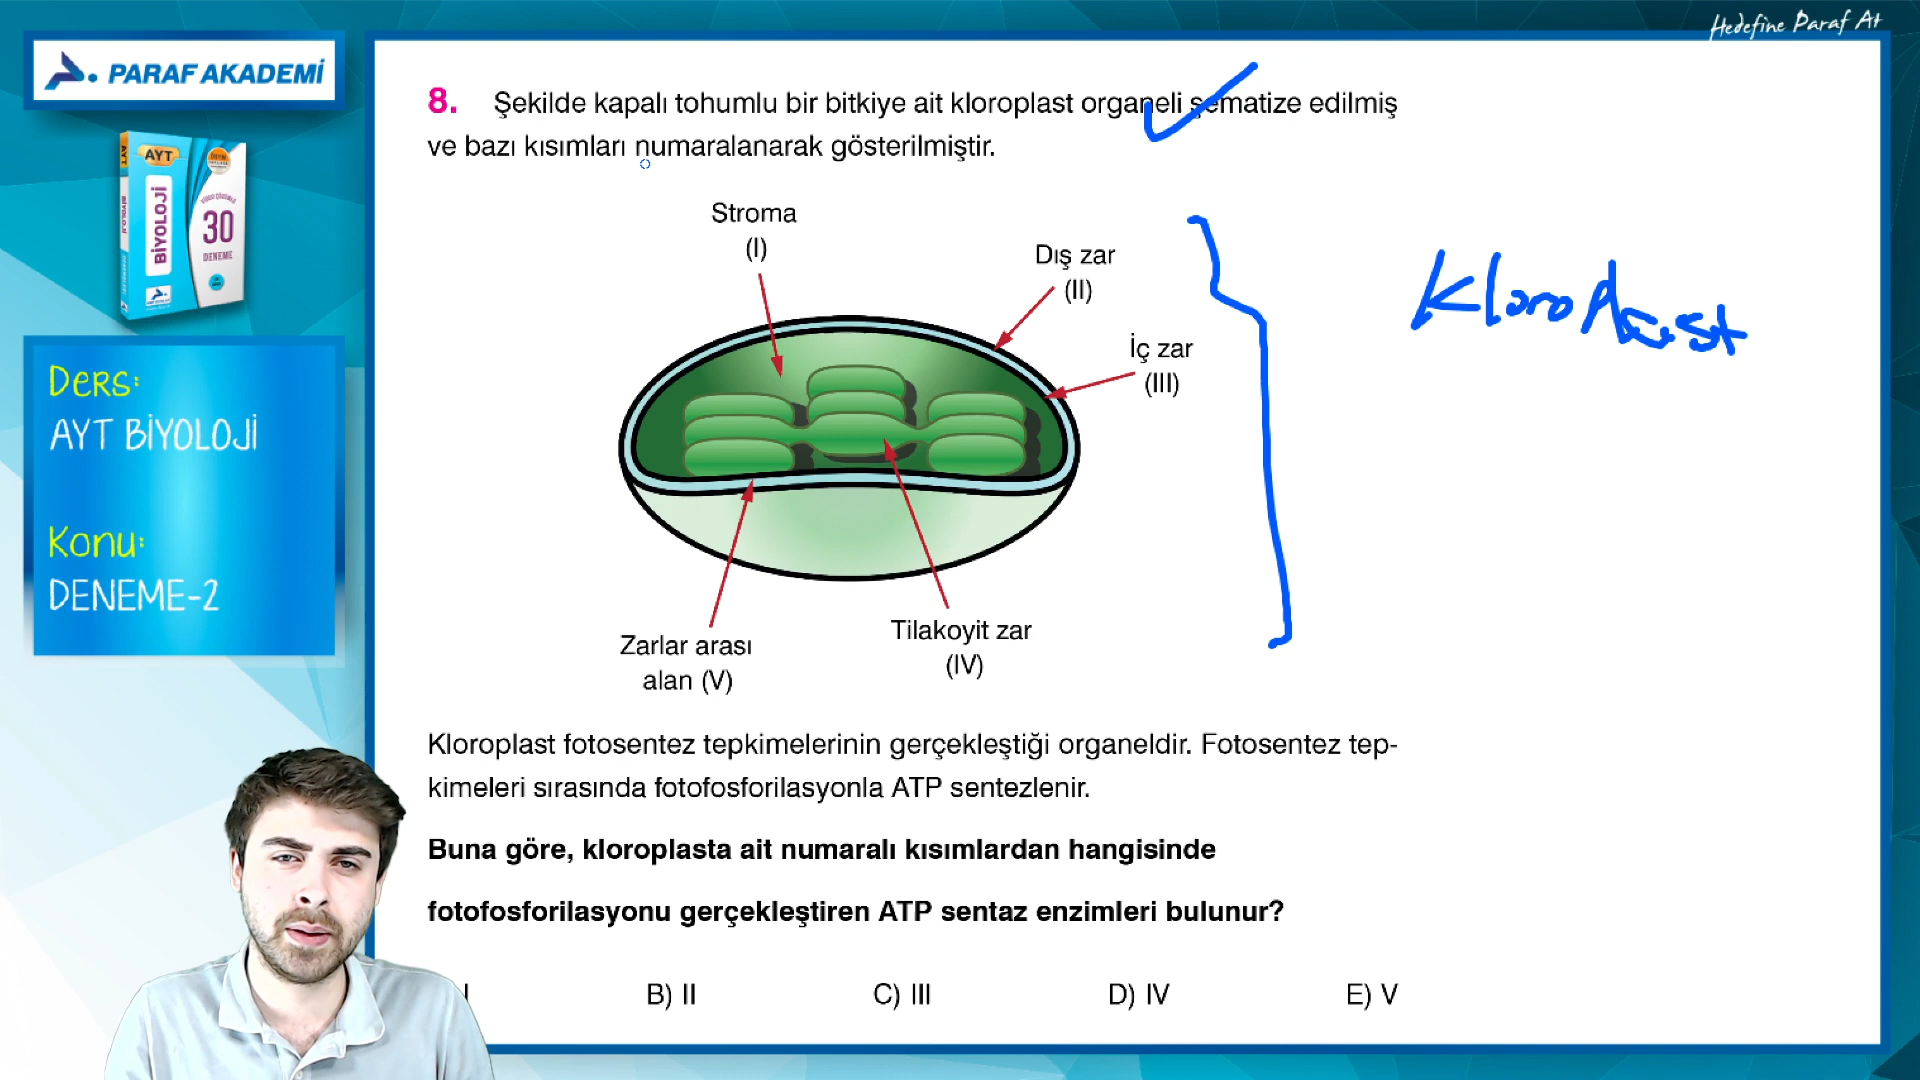 Hedefine Paraf At
PARAF AKADEMİ
AYT
BİYOLOJİ
30
DENEME
Ders:
AYT BİYOLOJİ
Konu:
DENEME-2
8. Şekilde kapalı tohumlu bir bitkiye ait kloroplast organeli şematize edilmiş
ve bazı kısımları numaralanarak gösterilmiştir.
Stroma
(I)
Dış zar
(II)
İç zar
(III)
Kloroplast
Zarlar arası
alan (V)
Tilakoyit zar
(IV)
Kloroplast fotosentez tepkimelerinin gerçekleştiği organeldir. Fotosentez tep-
kimeleri sırasında fotofosforilasyonla ATP sentezlenir.
Buna göre, kloroplasta ait numaralı kısımlardan hangisinde
fotofosforilasyonu gerçekleştiren ATP sentaz enzimleri bulunur?
I B) II C) III D) IV E) V